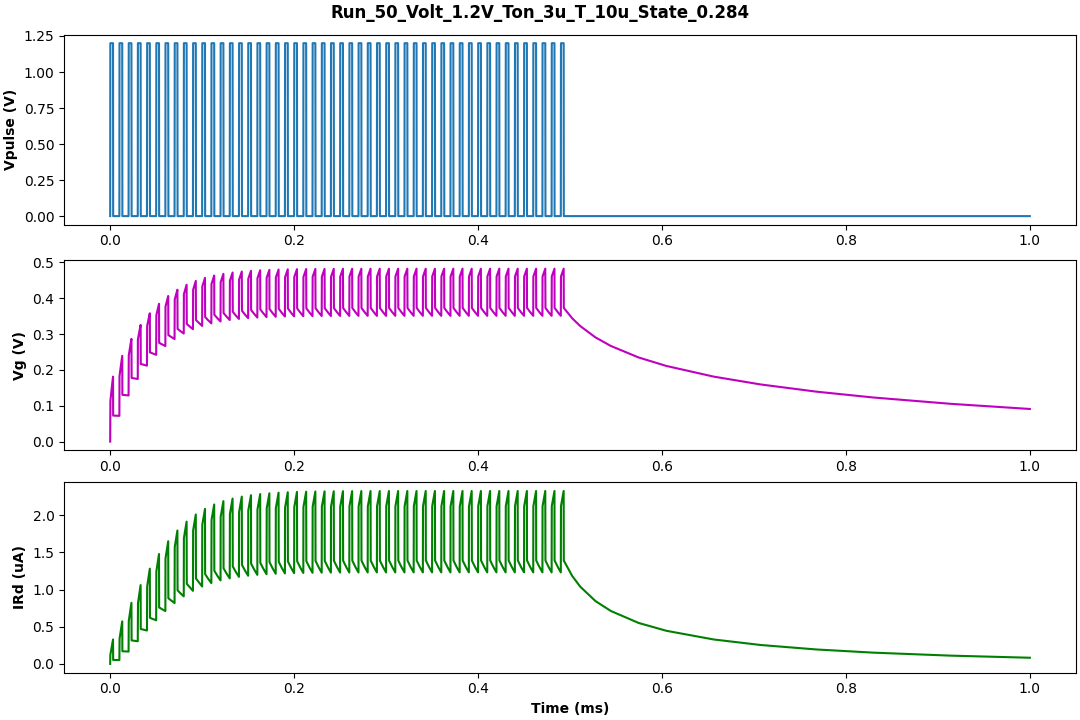 Run_50_Volt_1.2V_Ton_3u_T_10u_State_0.284
Vpulse (V)
1.25
1.00
0.75
0.50
0.25
0.00
0.0 0.2 0.4 0.6 0.8 1.0
Vg (V)
0.5
0.4
0.3
0.2
0.1
0.0
0.0 0.2 0.4 0.6 0.8 1.0
IRd (uA)
2.0
1.5
1.0
0.5
0.0
0.0 0.2 0.4 0.6 0.8 1.0
Time (ms)